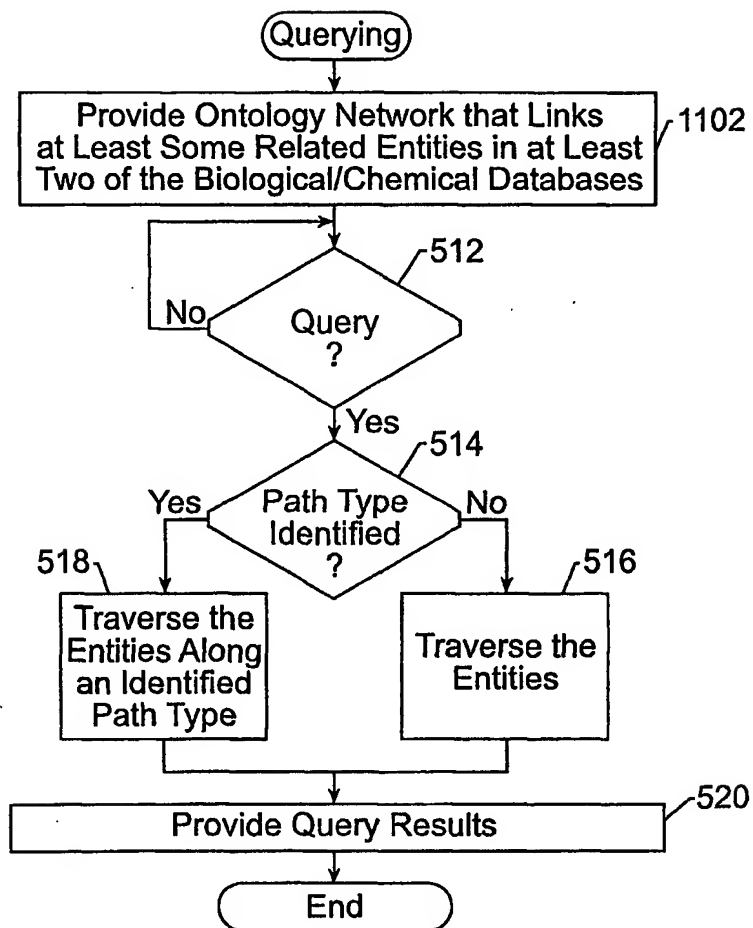 Querying
Provide Ontology Network that Links
at Least Some Related Entities in at Least
Two of the Biological/Chemical Databases
1102
512
No
Query
?
Yes
514
Yes
Path Type
Identified
?
No
518
Traverse the
Entities Along
an Identified
Path Type
516
Traverse the
Entities
520
Provide Query Results
End